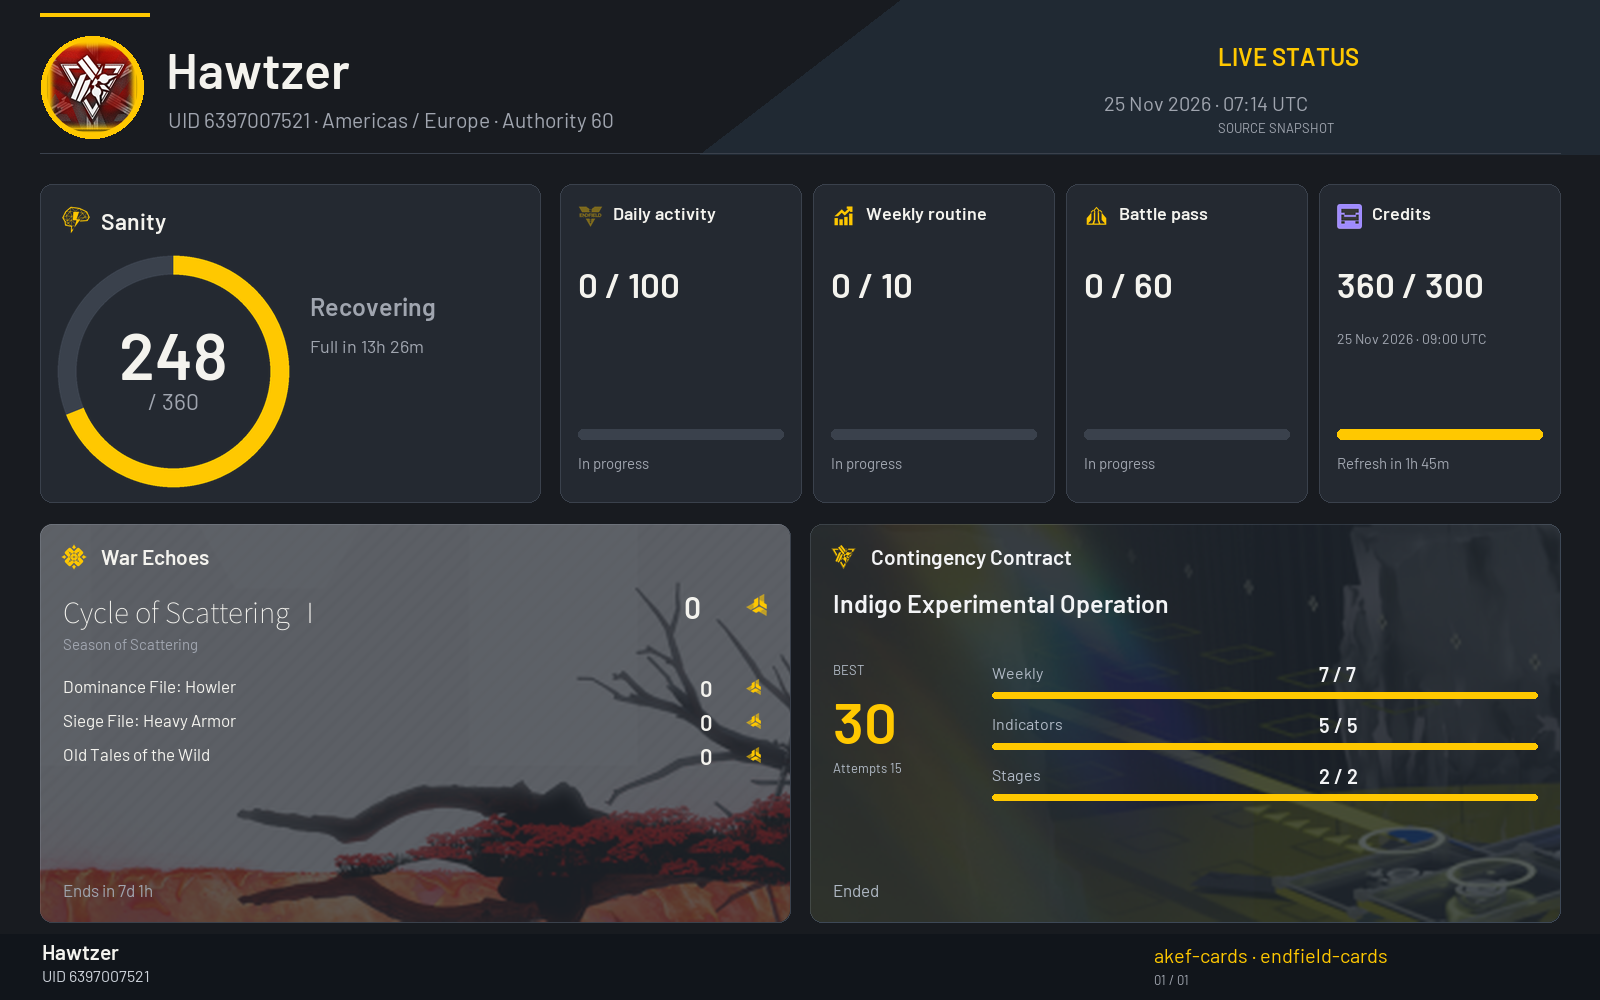 Hawtzer
UID 6397007521 · Americas / Europe · Authority 60
LIVE STATUS
25 Nov 2026 · 07:14 UTC
SOURCE SNAPSHOT
Sanity
248
/ 360
Recovering
Full in 13h 26m
Daily activity
0 / 100
In progress
Weekly routine
0 / 10
In progress
Battle pass
0 / 60
In progress
Credits
360 / 300
25 Nov 2026 · 09:00 UTC
Refresh in 1h 45m
War Echoes
Cycle of Scattering I 0
Season of Scattering
Dominance File: Howler 0
Siege File: Heavy Armor 0
Old Tales of the Wild 0
Ends in 7d 1h
Contingency Contract
Indigo Experimental Operation
BEST
30
Attempts 15
Weekly 7 / 7
Indicators 5 / 5
Stages 2 / 2
Ended
Hawtzer
UID 6397007521
akef-cards · endfield-cards
01 / 01